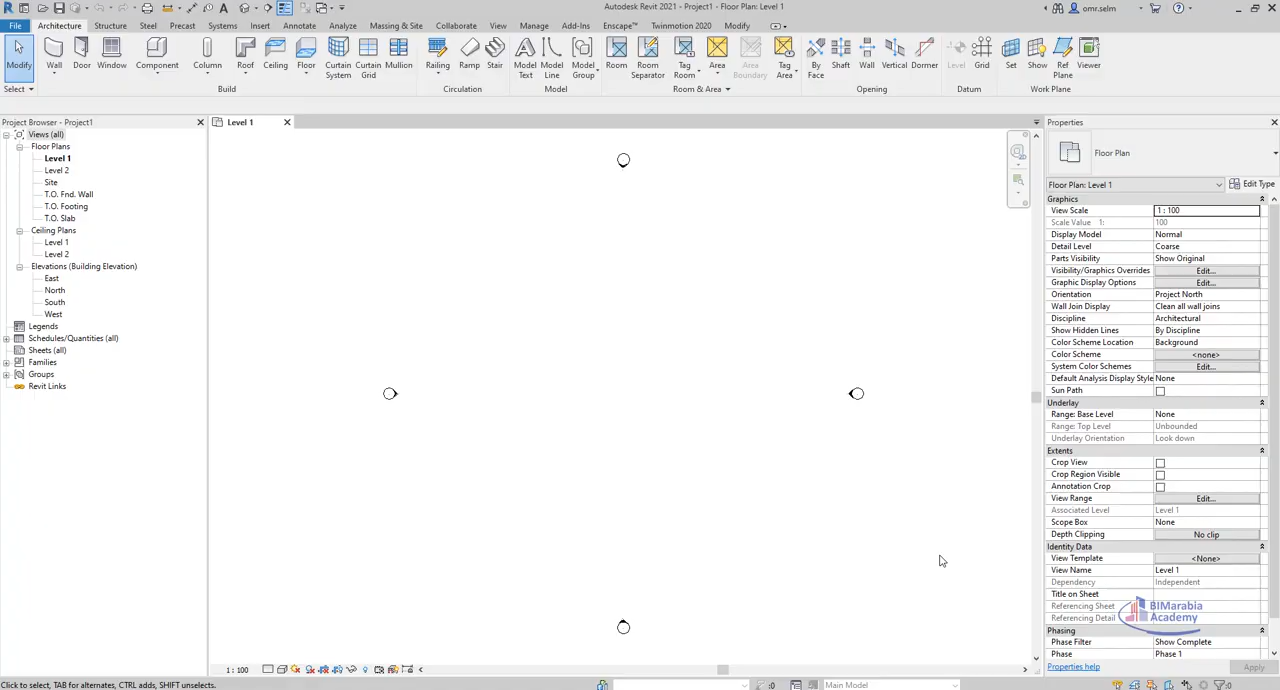 Autodesk Revit 2021 - Project1 - Floor Plan: Level 1
omr.selm
File Architecture Structure Steel Precast Systems Insert Annotate Analyze Massing & Site Collaborate View Manage Add-Ins Enscape™ Twinmotion 2020 Modify
Modify Wall Door Window Component Column Roof Ceiling Floor Curtain System Curtain Grid Mullion Railing Ramp Stair Model Text Model Line Model Group Room Room Separator Tag Room Area Area Boundary Tag Area By Face Shaft Wall Vertical Dormer Level Grid Set Show Ref Plane Viewer
Select Build Circulation Model Room & Area Opening Datum Work Plane
Project Browser - Project1
Views (all)
Floor Plans
Level 1
Level 2
Site
T.O. Fnd. Wall
T.O. Footing
T.O. Slab
Ceiling Plans
Level 1
Level 2
Elevations (Building Elevation)
East
North
South
West
Legends
Schedules/Quantities (all)
Sheets (all)
Families
Groups
Revit Links
Level 1
1 : 100
Properties
Floor Plan
Floor Plan: Level 1 Edit Type
Graphics
View Scale 1 : 100
Scale Value 1: 100
Display Model Normal
Detail Level Coarse
Parts Visibility Show Original
Visibility/Graphics Overrides Edit...
Graphic Display Options Edit...
Orientation Project North
Wall Join Display Clean all wall joins
Discipline Architectural
Show Hidden Lines By Discipline
Color Scheme Location Background
Color Scheme <none>
System Color Schemes Edit...
Default Analysis Display Style None
Sun Path
Underlay
Range: Base Level None
Range: Top Level Unbounded
Underlay Orientation Look down
Extents
Crop View
Crop Region Visible
Annotation Crop
View Range Edit...
Associated Level Level 1
Scope Box None
Depth Clipping No clip
Identity Data
View Template <None>
View Name Level 1
Dependency Independent
Title on Sheet
Referencing Sheet
Referencing Detail
BIMarabia
Academy
Phasing
Phase Filter Show Complete
Phase Phase 1
Properties help Apply
Click to select, TAB for alternates, CTRL adds, SHIFT unselects.
:0 Main Model :0